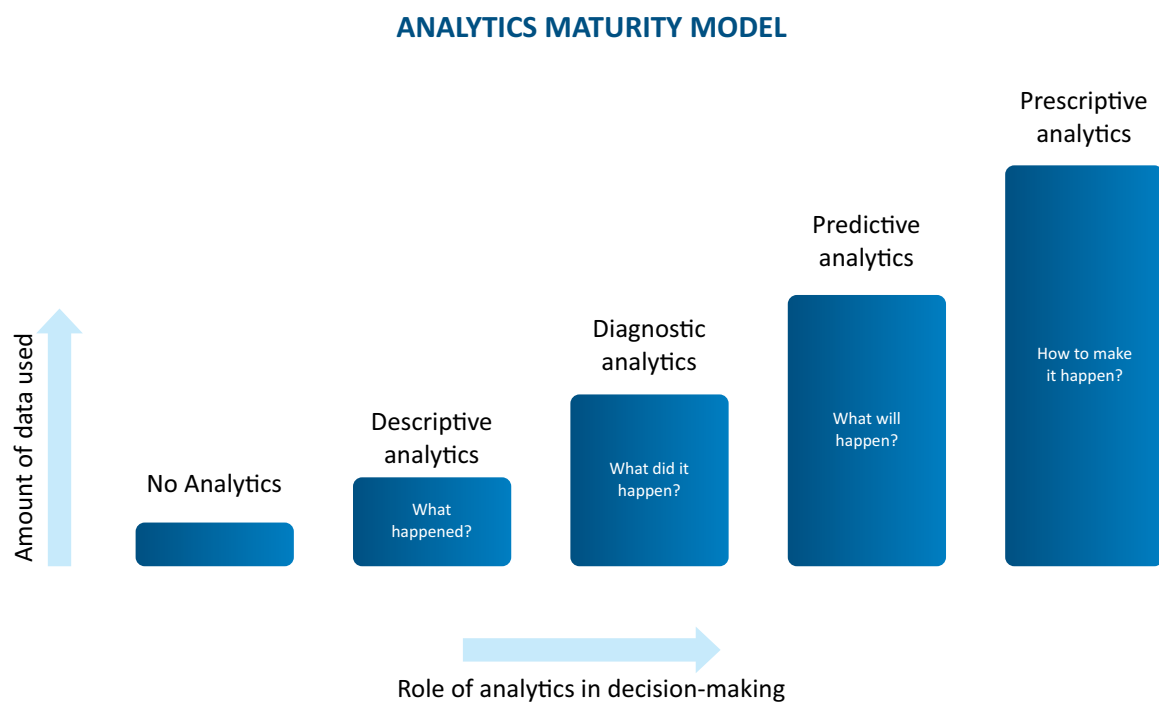 ANALYTICS MATURITY MODEL
Prescriptive
analytics
Predictive
analytics
Diagnostic
analytics
Descriptive
analytics
No Analytics
How to make
it happen?
What will
happen?
What did it
happen?
What
happened?
Amount of data used
Role of analytics in decision-making